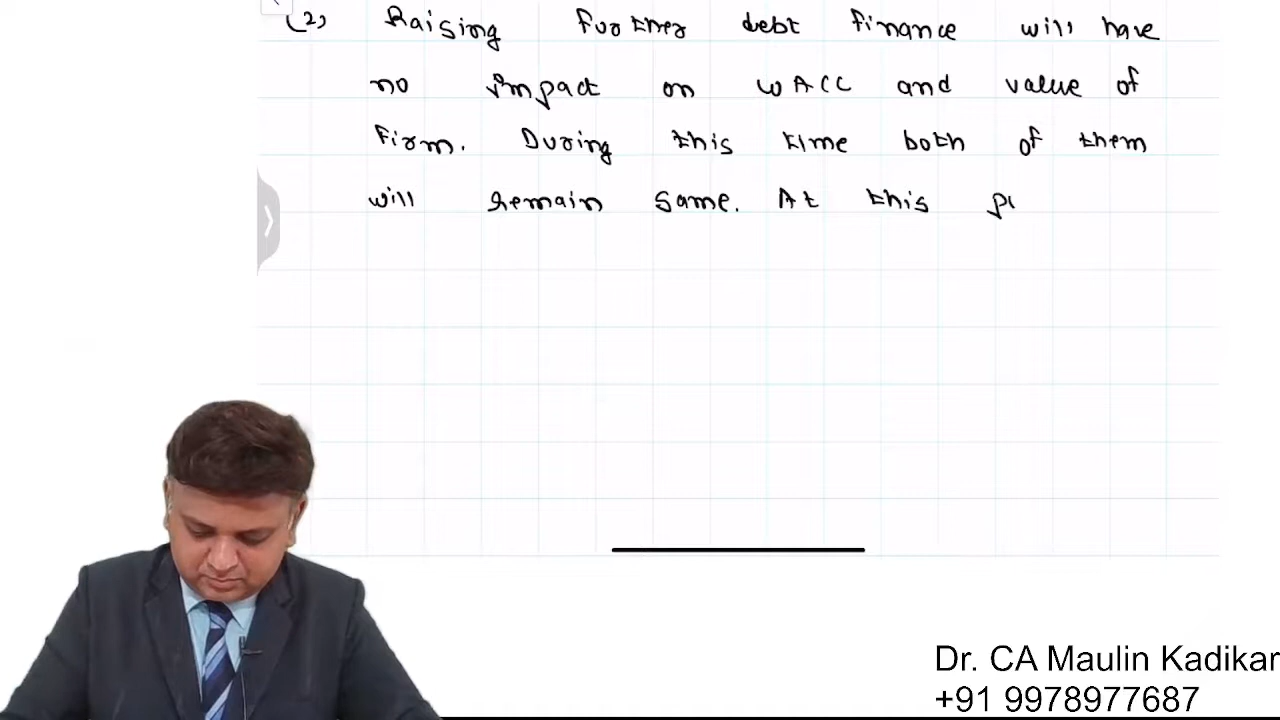 (2) Raising further debt finance will have
no impact on WACC and value of
Firm. During this time both of them
will remain same. At this
Dr. CA Maulin Kadikar
+91 9978977687